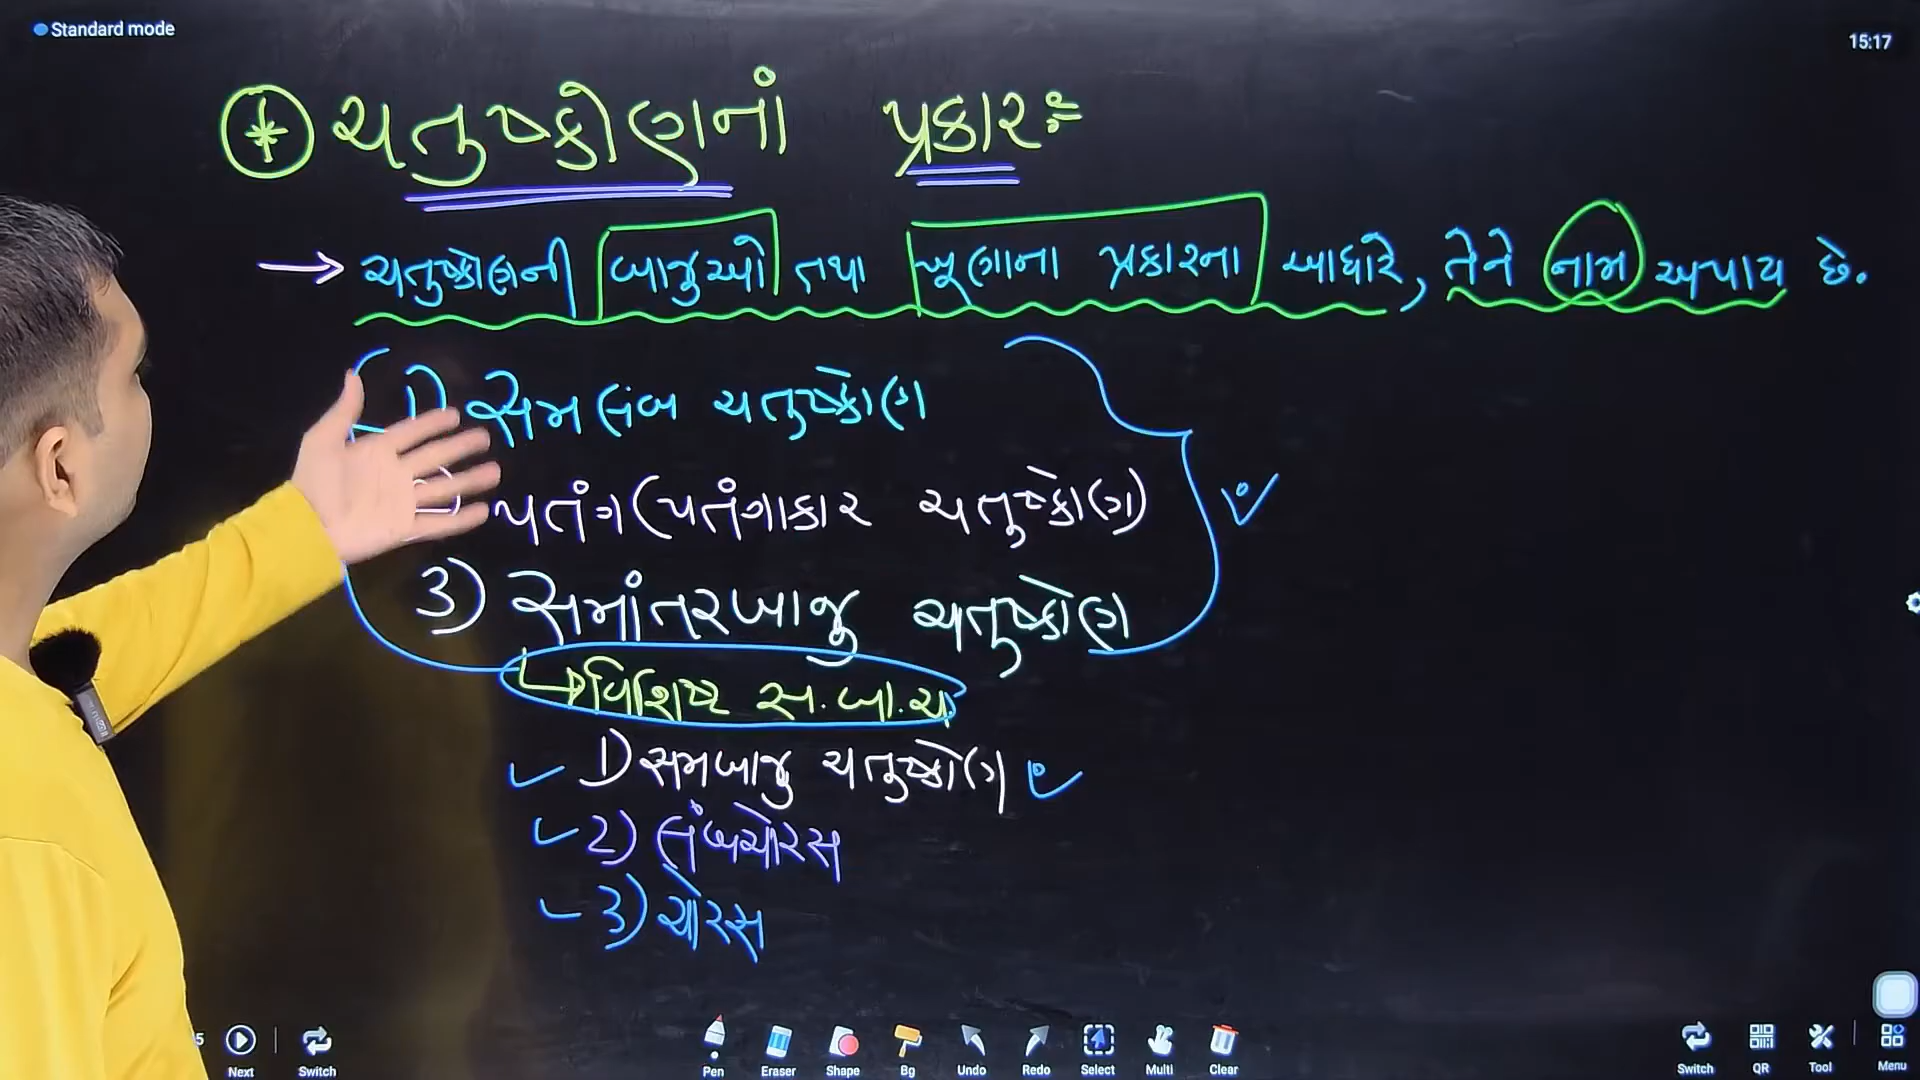 Standard mode
15:17
* ચતુષ્કોણનાં પ્રકાર :-
→ ચતુષ્કોણની બાજુઓ તથા ખૂણાના પ્રકારના આધારે, તેને નામ અપાય છે.
1) સમલંબ ચતુષ્કોણ
પતંગ (પતંગાકાર ચતુષ્કોણ)
3) સમાંતરબાજુ ચતુષ્કોણ
↳ વિશિષ્ટ સ.બા.ચ.
1) સમબાજુ ચતુષ્કોણ
2) લંબચોરસ
3) ચોરસ
5 Next Switch Pen Eraser Shape Bg Undo Redo Select Multi Clear Switch QR Tool Menu